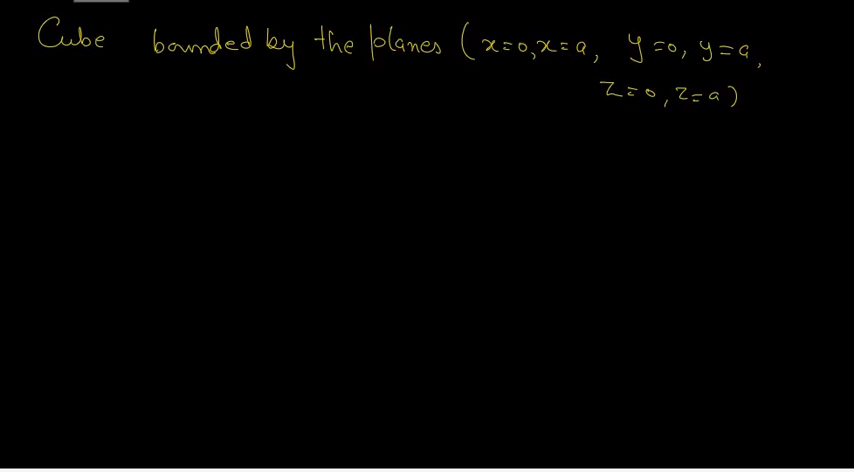 Cube bounded by the planes (x=0, x=a, y=0, y=a,
z=0, z=a)